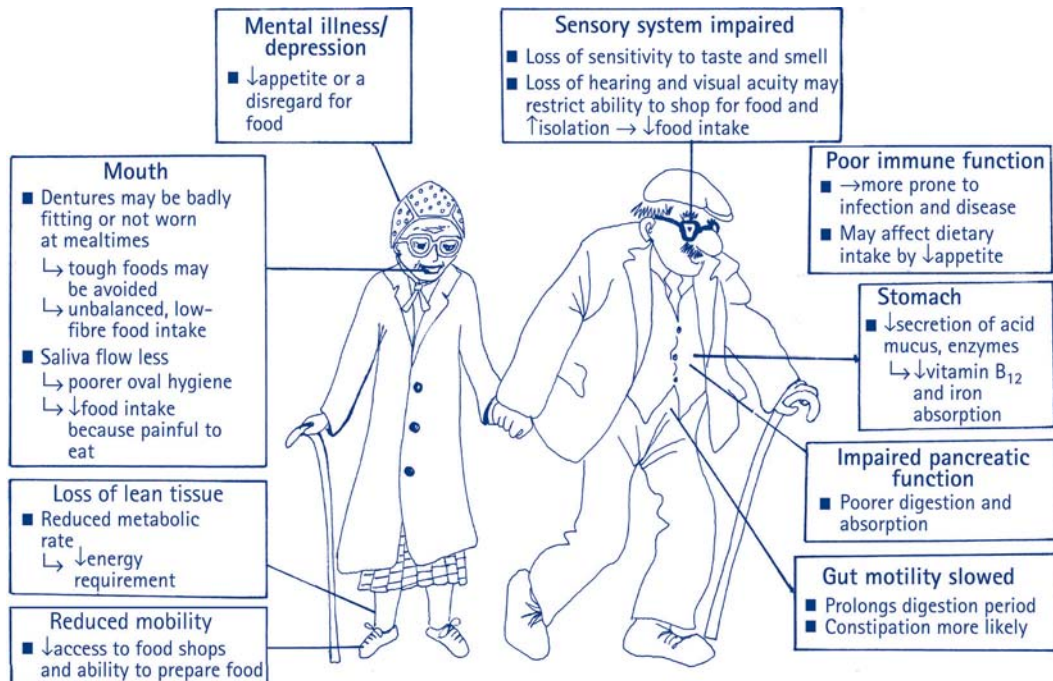 Mental illness/
depression
■ ↓appetite or a
disregard for
food
Sensory system impaired
■ Loss of sensitivity to taste and smell
■ Loss of hearing and visual acuity may
restrict ability to shop for food and
↑isolation → ↓food intake
Mouth
■ Dentures may be badly
fitting or not worn
at mealtimes
↳ tough foods may
be avoided
↳ unbalanced, low-
fibre food intake
■ Saliva flow less
↳ poorer oval hygiene
↳ ↓food intake
because painful to
eat
Poor immune function
■ →more prone to
infection and disease
■ May affect dietary
intake by ↓appetite
Stomach
■ ↓secretion of acid
mucus, enzymes
↳ ↓vitamin B₁₂
and iron
absorption
Impaired pancreatic
function
■ Poorer digestion and
absorption
Loss of lean tissue
■ Reduced metabolic
rate
↳ ↓energy
requirement
Gut motility slowed
■ Prolongs digestion period
■ Constipation more likely
Reduced mobility
■ ↓access to food shops
and ability to prepare food